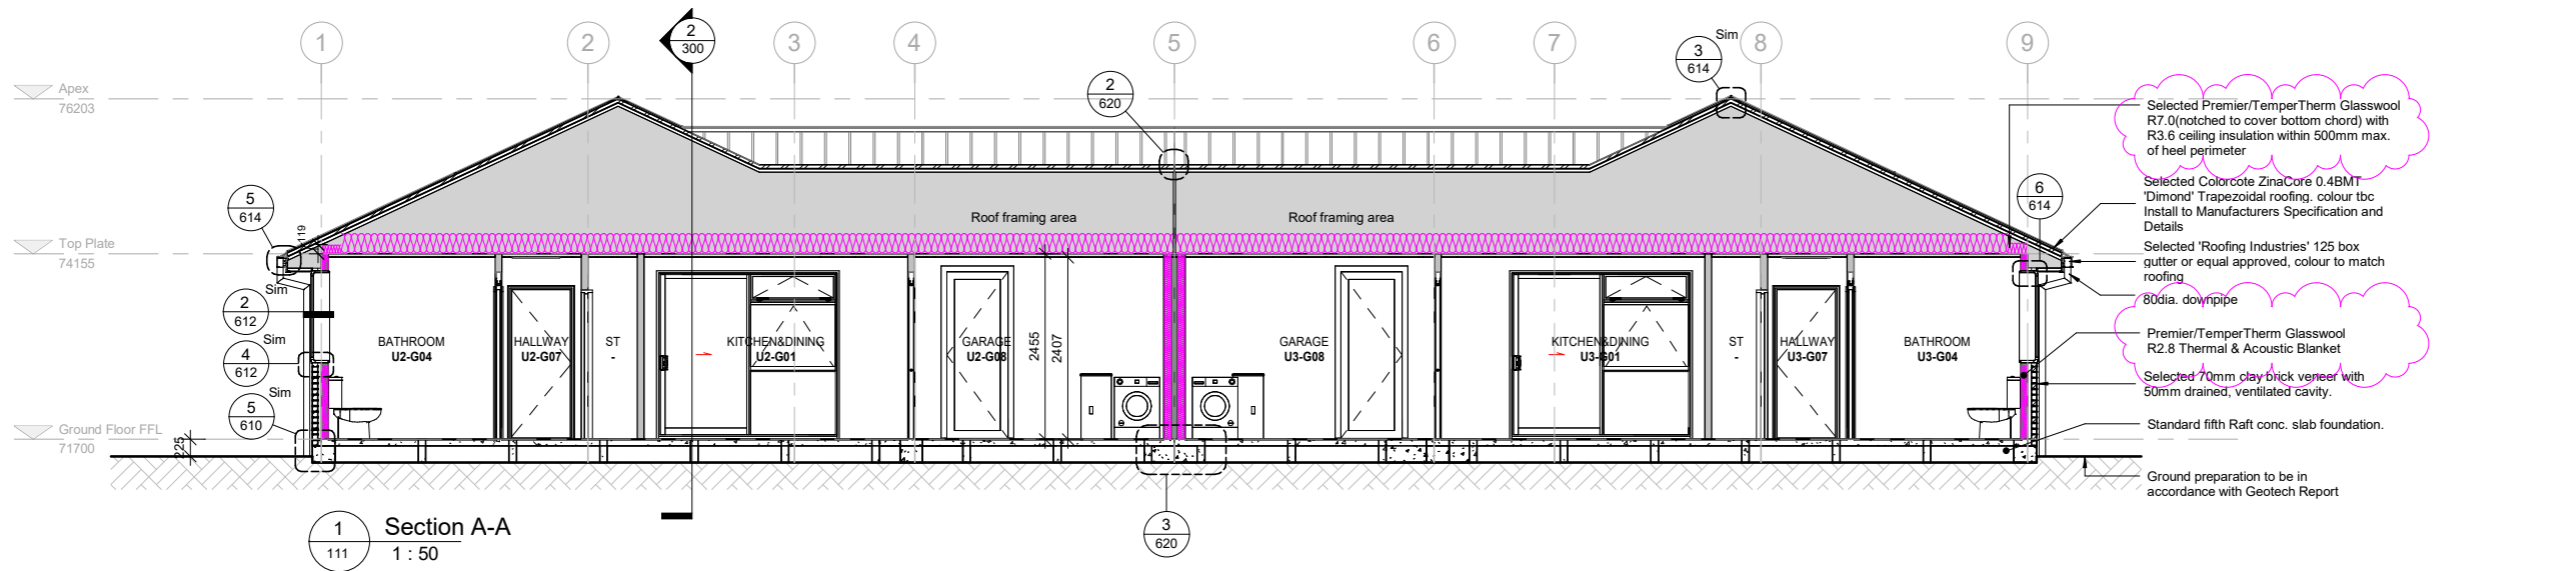 1
2
2
300
3
4
5
6
7
3
614
Sim
8
9
Apex
76203
2
620
5
614
119
Top Plate
74155
Roof framing area
Roof framing area
6
614
Sim
2
612
Sim
4
612
Sim
5
610
Ground Floor FFL
71700
225
BATHROOM
U2-G04
HALLWAY
U2-G07
ST
-
KITCHEN&DINING
U2-G01
GARAGE
U2-G08
2455
2407
GARAGE
U3-G08
KITCHEN&DINING
U3-G01
ST
-
HALLWAY
U3-G07
BATHROOM
U3-G04
Selected Premier/TemperTherm Glasswool
R7.0(notched to cover bottom chord) with
R3.6 ceiling insulation within 500mm max.
of heel perimeter
Selected Colorcote ZinaCore 0.4BMT
'Dimond' Trapezoidal roofing. colour tbc
Install to Manufacturers Specification and
Details
Selected 'Roofing Industries' 125 box
gutter or equal approved, colour to match
roofing
80dia. downpipe
Premier/TemperTherm Glasswool
R2.8 Thermal & Acoustic Blanket
Selected 70mm clay brick veneer with
50mm drained, ventilated cavity.
Standard fifth Raft conc. slab foundation.
Ground preparation to be in
accordance with Geotech Report
3
620
1
111
Section A-A
1 : 50